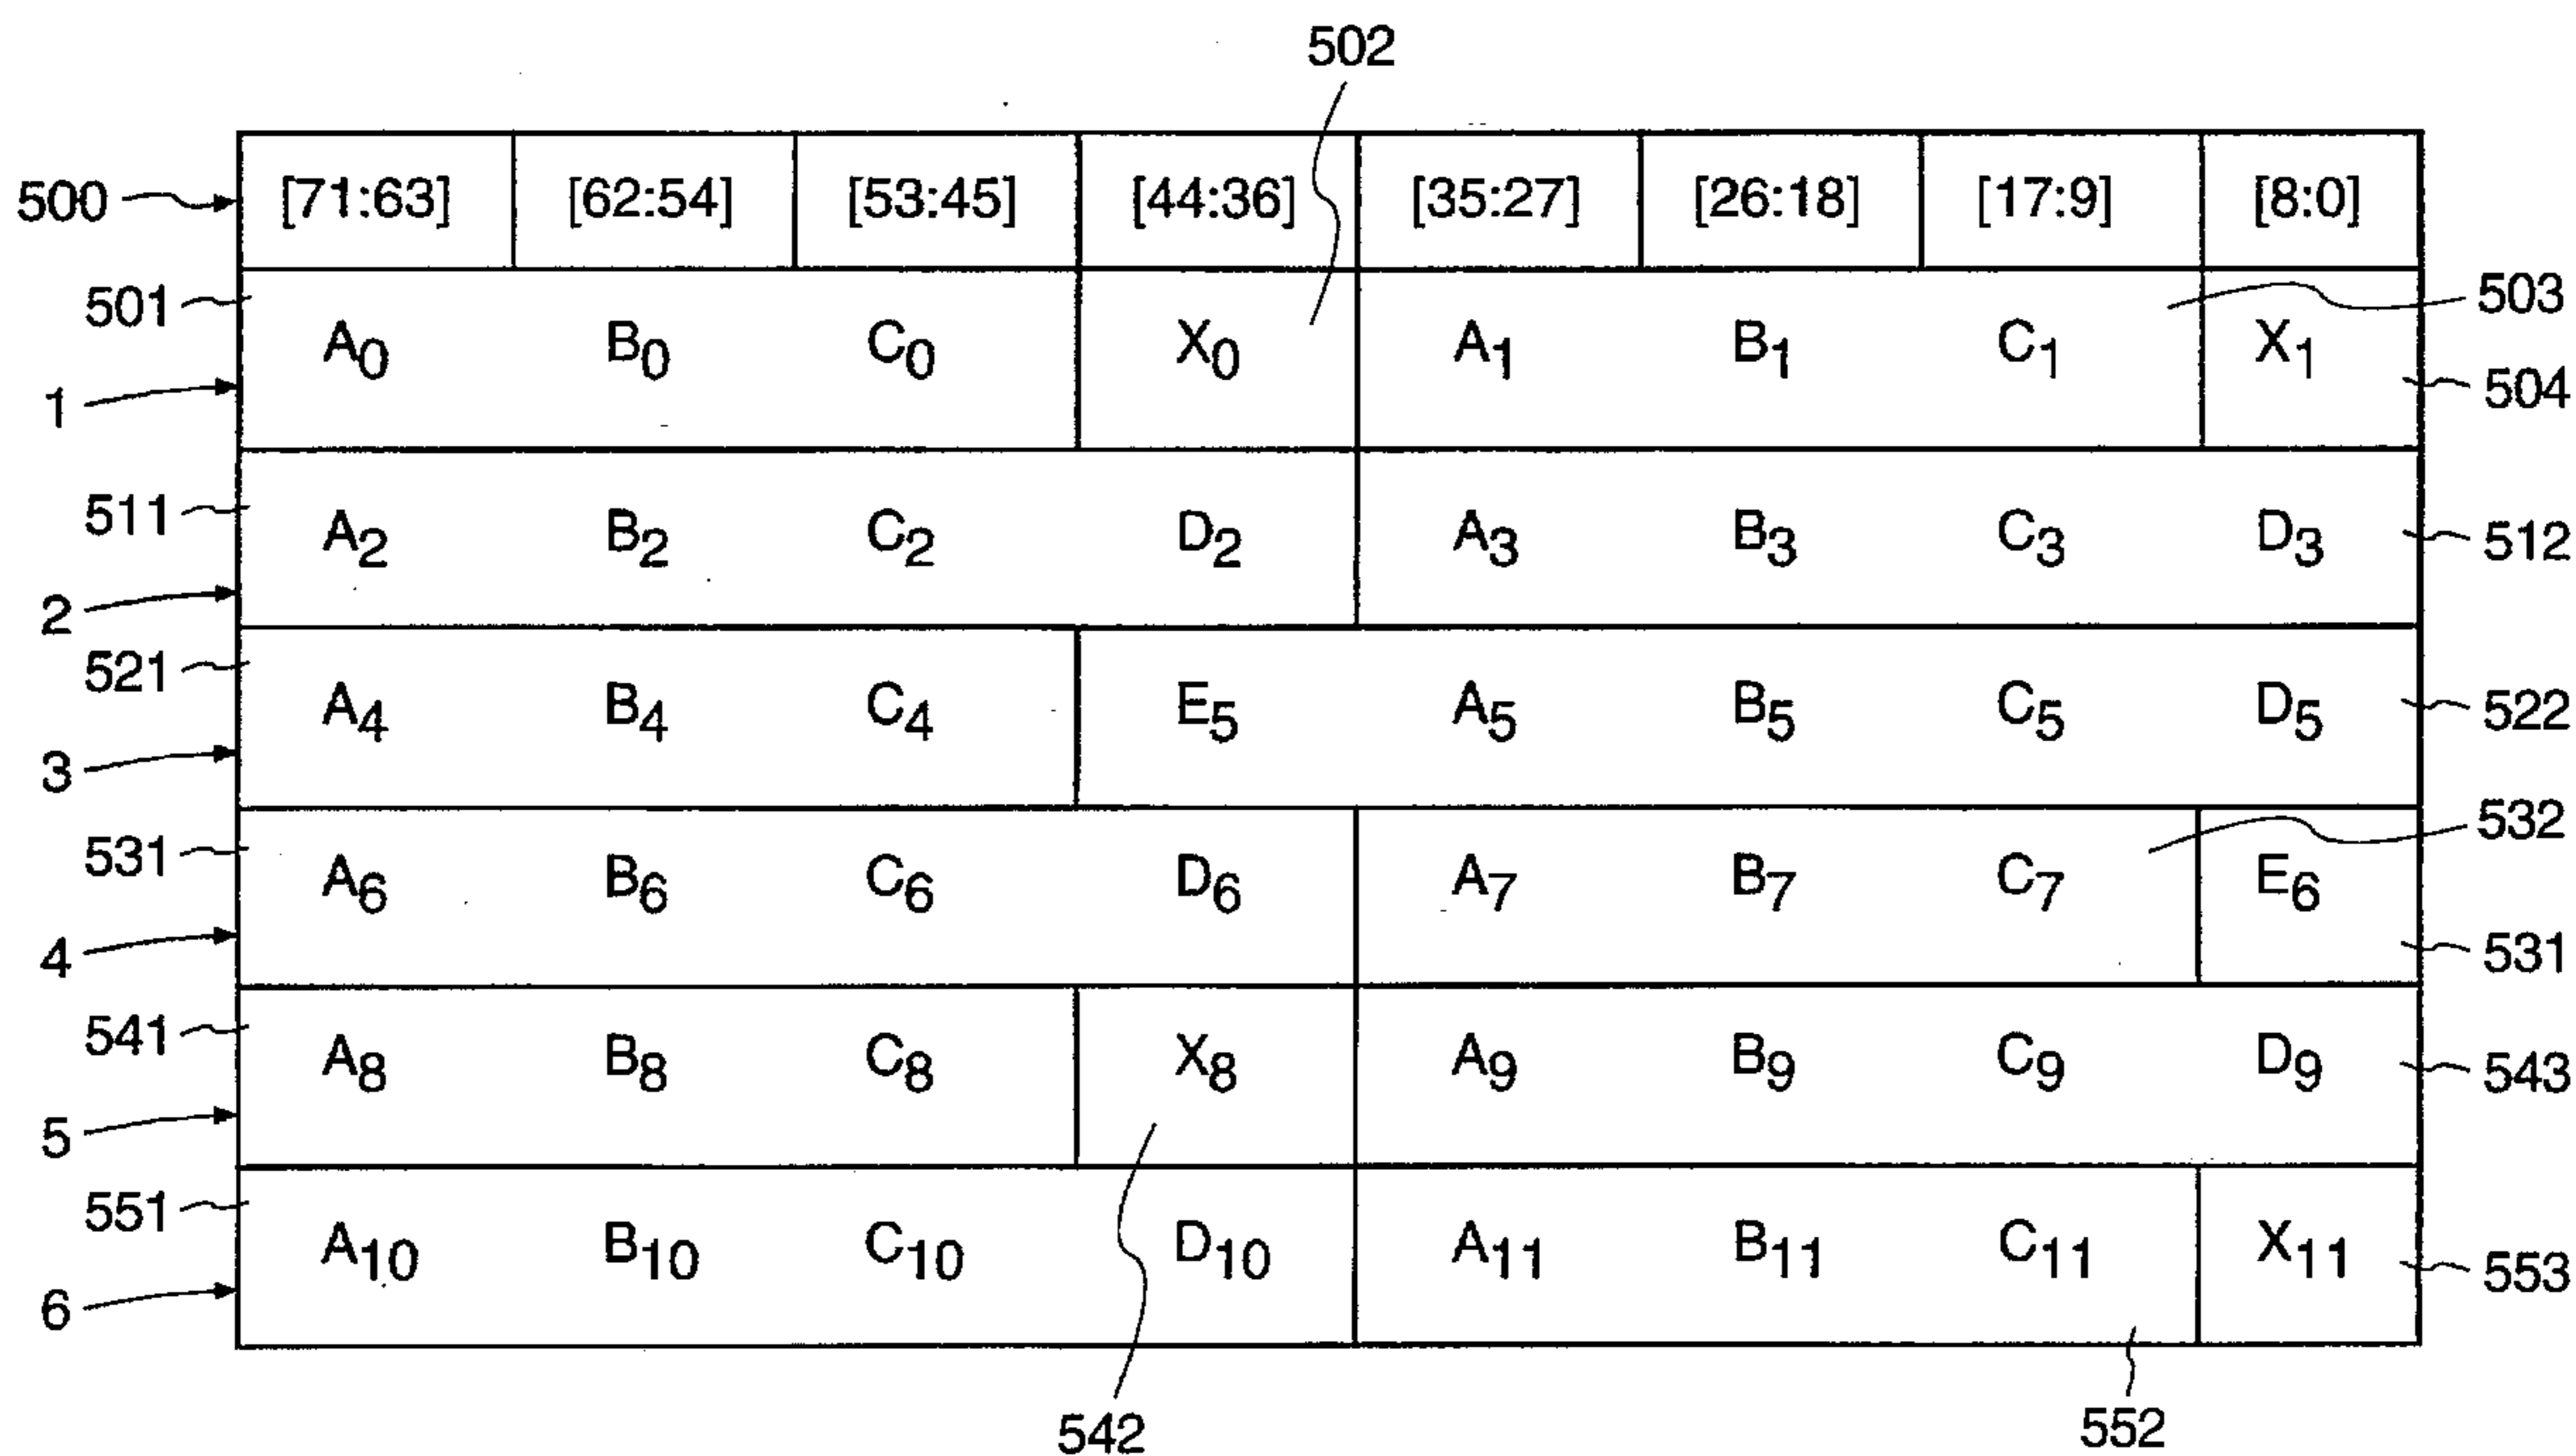 502
500 [71:63] [62:54] [53:45] [44:36] [35:27] [26:18] [17:9] [8:0]
501 503
1 A0 B0 C0 X0 A1 B1 C1 X1 504
511 A2 B2 C2 D2 A3 B3 C3 D3 512
2
521 A4 B4 C4 E5 A5 B5 C5 D5 522
3
531 A6 B6 C6 D6 A7 B7 C7 E6 532
4 531
541 A8 B8 C8 X8 A9 B9 C9 D9 543
5
551 A10 B10 C10 D10 A11 B11 C11 X11 553
6
542 552